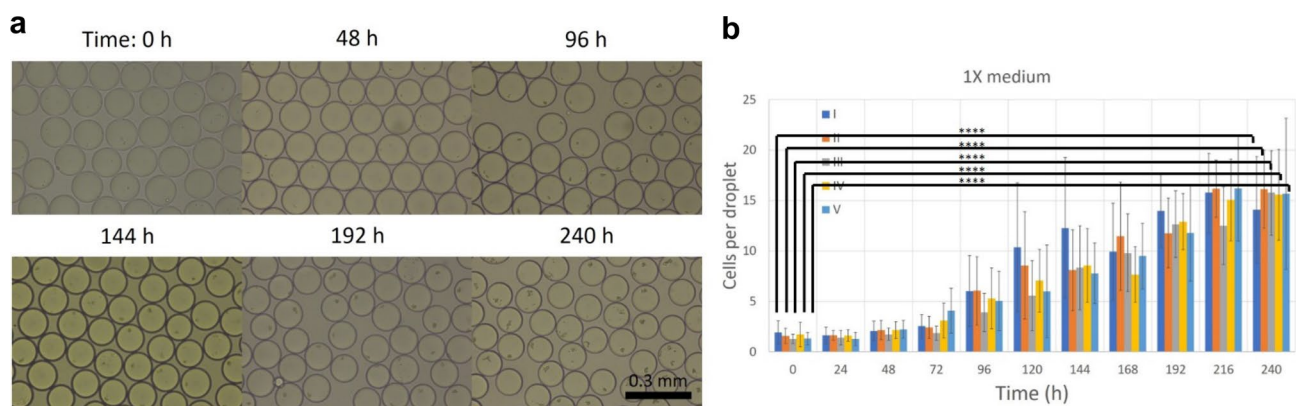 a
Time: 0 h 48 h 96 h
144 h 192 h 240 h
0.3 mm
b
1X medium
Cells per droplet
25
20
15
10
5
0
I
II
III
IV
V
****
****
****
****
****
0 24 48 72 96 120 144 168 192 216 240
Time (h)